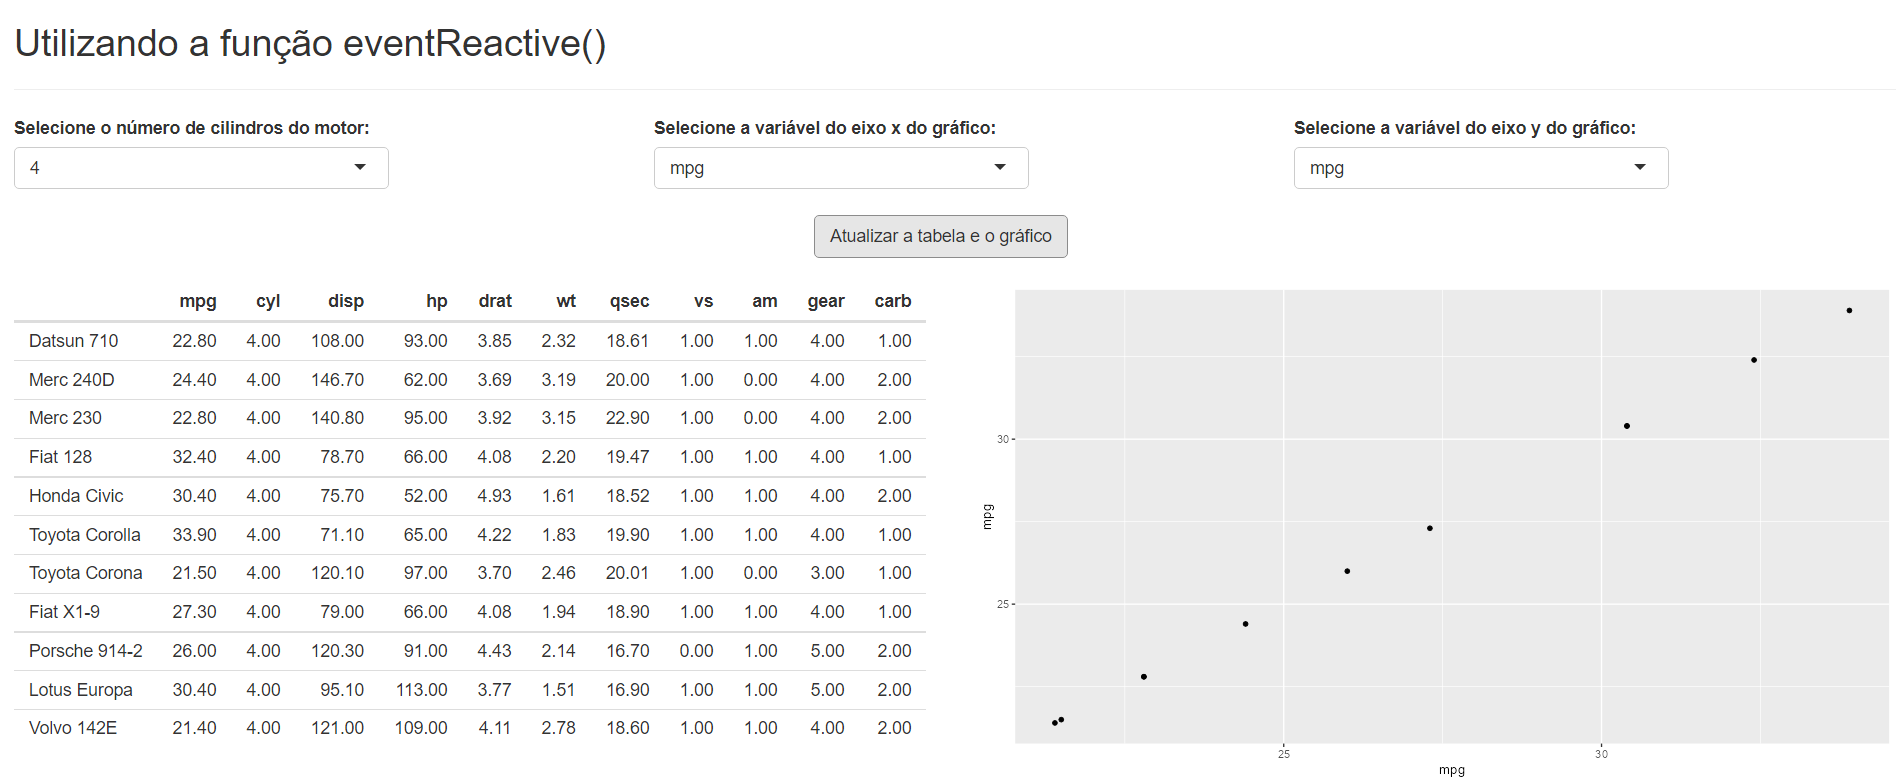 Utilizando a função eventReactive()
Selecione o número de cilindros do motor: Selecione a variável do eixo x do gráfico: Selecione a variável do eixo y do gráfico:
4 mpg mpg
Atualizar a tabela e o gráfico
mpg cyl disp hp drat wt qsec vs am gear carb
Datsun 710 22.80 4.00 108.00 93.00 3.85 2.32 18.61 1.00 1.00 4.00 1.00
Merc 240D 24.40 4.00 146.70 62.00 3.69 3.19 20.00 1.00 0.00 4.00 2.00
Merc 230 22.80 4.00 140.80 95.00 3.92 3.15 22.90 1.00 0.00 4.00 2.00
Fiat 128 32.40 4.00 78.70 66.00 4.08 2.20 19.47 1.00 1.00 4.00 1.00
Honda Civic 30.40 4.00 75.70 52.00 4.93 1.61 18.52 1.00 1.00 4.00 2.00
Toyota Corolla 33.90 4.00 71.10 65.00 4.22 1.83 19.90 1.00 1.00 4.00 1.00
Toyota Corona 21.50 4.00 120.10 97.00 3.70 2.46 20.01 1.00 0.00 3.00 1.00
Fiat X1-9 27.30 4.00 79.00 66.00 4.08 1.94 18.90 1.00 1.00 4.00 1.00
Porsche 914-2 26.00 4.00 120.30 91.00 4.43 2.14 16.70 0.00 1.00 5.00 2.00
Lotus Europa 30.40 4.00 95.10 113.00 3.77 1.51 16.90 1.00 1.00 5.00 2.00
Volvo 142E 21.40 4.00 121.00 109.00 4.11 2.78 18.60 1.00 1.00 4.00 2.00
30
mpg
25
25 30
mpg